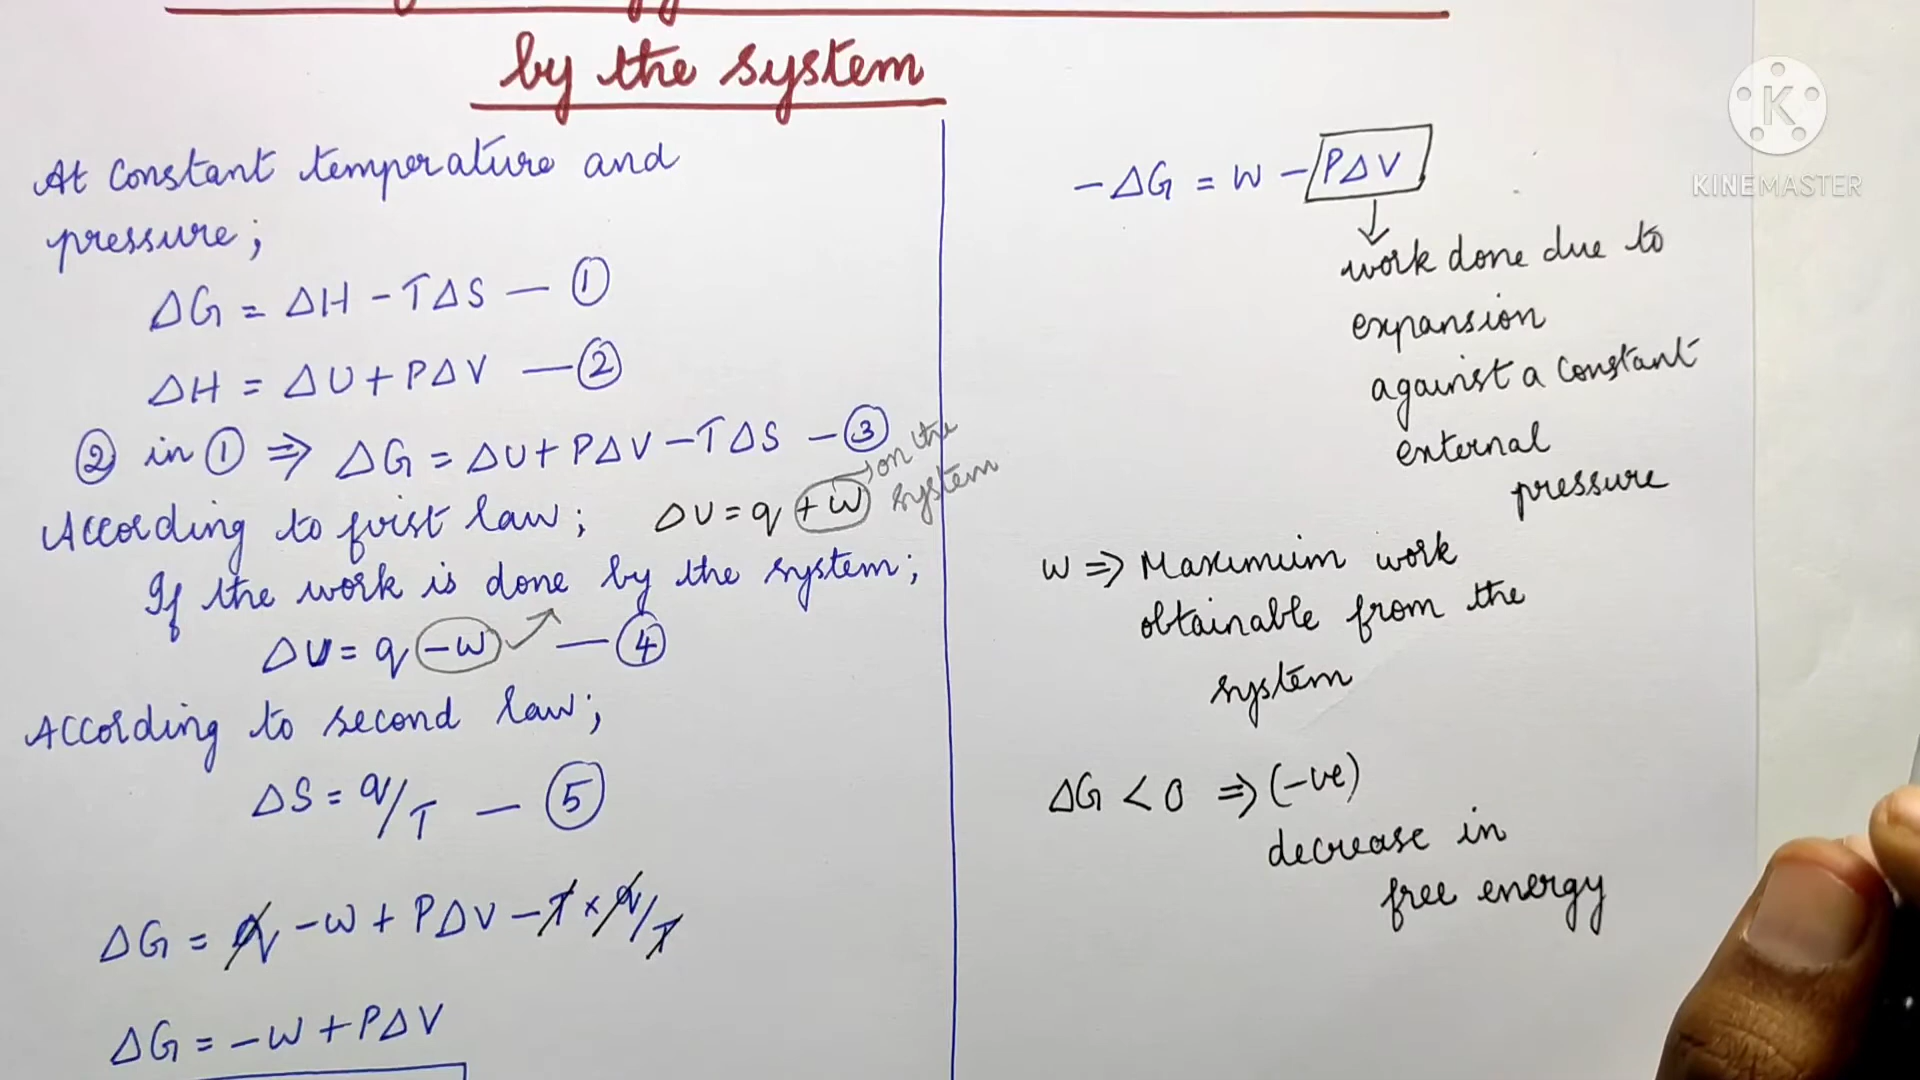 by the system
At constant temperature and
pressure;
ΔG = ΔH - TΔS — ①
ΔH = ΔU + PΔV — ②
② in ① ⇒ ΔG = ΔU + PΔV - TΔS — ③
According to first law; ΔU = q +w on the
system
If the work is done by the system;
ΔU = q -w — ④
According to second law;
ΔS = q/T — ⑤
ΔG = q - w + PΔV - T × q/T
ΔG = -w + PΔV
-ΔG = w - PΔV
work done due to
expansion
against a constant
external
pressure
w ⇒ Maximum work
obtainable from the
system
ΔG < 0 ⇒ (-ve)
decrease in
free energy
K
KINEMASTER